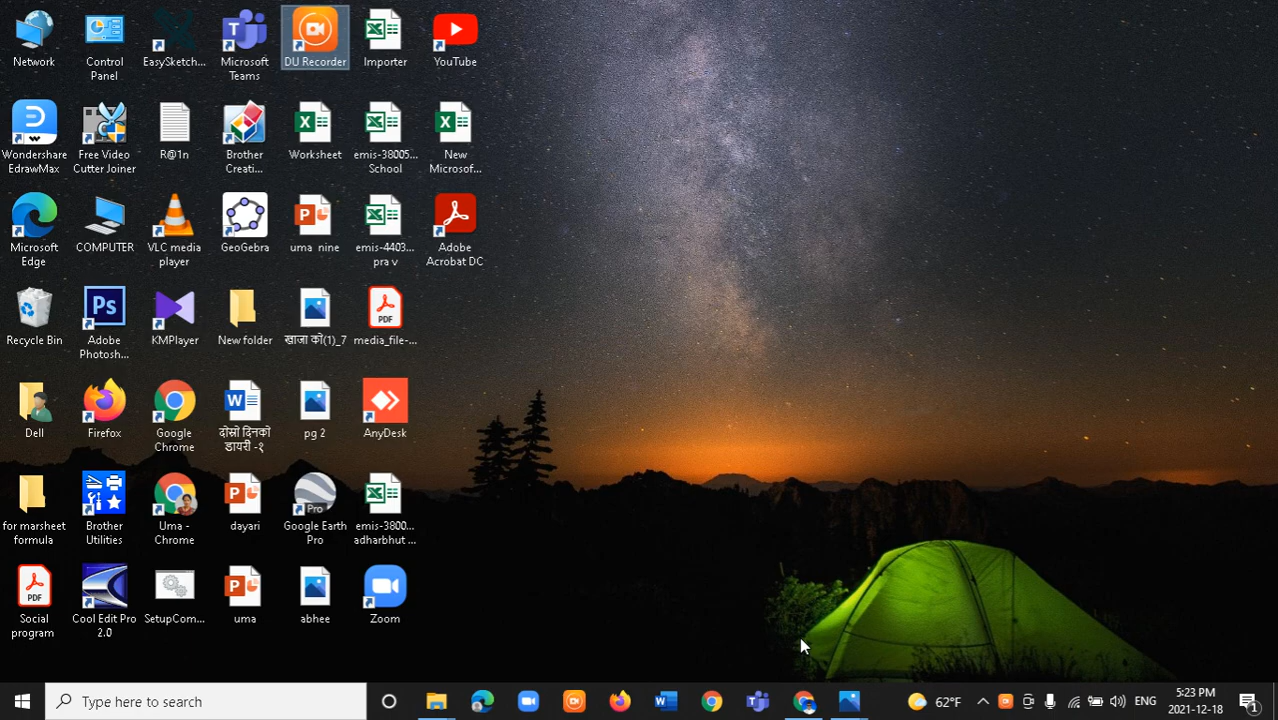 Network
Control
Panel
EasySketch...
Microsoft
Teams
DU Recorder
Importer
YouTube
Wondershare
EdrawMax
Free Video
Cutter Joiner
R@1n
Brother
Creati...
Worksheet
emis-38005...
School
New
Microsof...
Microsoft
Edge
COMPUTER
VLC media
player
GeoGebra
uma nine
emis-4403...
pra v
Adobe
Acrobat DC
Recycle Bin
Adobe
Photosh...
KMPlayer
New folder
खाजा को(1)_7
media_file-...
Dell
Firefox
Google
Chrome
दोस्रो दिनको
डायरी -१
pg 2
AnyDesk
for marsheet
formula
Brother
Utilities
Uma -
Chrome
dayari
Google Earth
Pro
emis-3800...
adharbhut ...
Social
program
Cool Edit Pro
2.0
SetupCom...
uma
abhee
Zoom
Type here to search
62°F
ENG
5:23 PM
2021-12-18
1